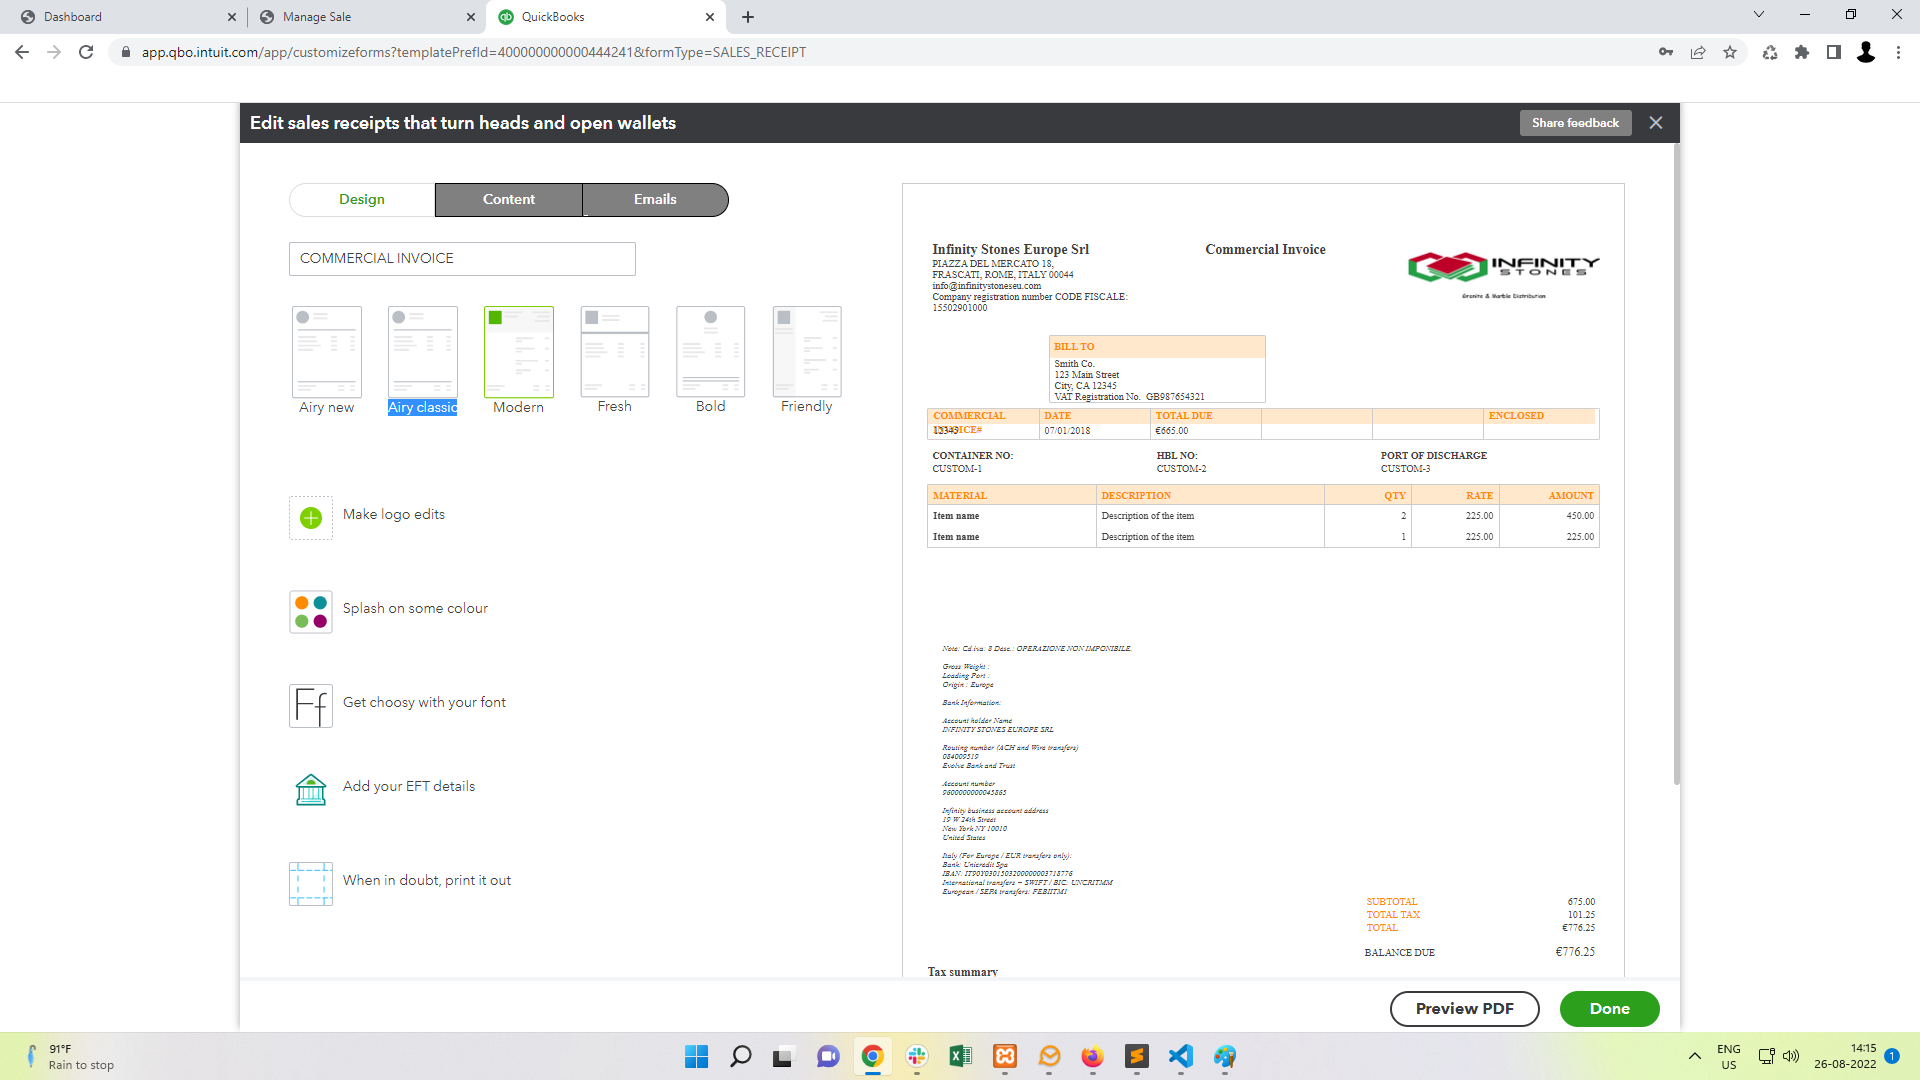 Dashboard
Manage Sale
QuickBooks
app.qbo.intuit.com/app/customizeforms?templatePrefId=400000000000444241&formType=SALES_RECEIPT
Edit sales receipts that turn heads and open wallets
Share feedback
Design
Content
Emails
COMMERCIAL INVOICE
Airy new
Airy classic
Modern
Fresh
Bold
Friendly
Make logo edits
Splash on some colour
Ff
Get choosy with your font
Add your EFT details
When in doubt, print it out
Infinity Stones Europe Srl
PIAZZA DEL MERCATO 18,
FRASCATI, ROME, ITALY 00044
info@infinitystoneseu.com
Company registration number CODE FISCALE:
15502901000
Commercial Invoice
INFINITY
STONES
Granite & Marble Distribution
BILL TO
Smith Co.
123 Main Street
City, CA 12345
VAT Registration No. GB987654321
COMMERCIAL INVOICE# DATE TOTAL DUE ENCLOSED
12345 07/01/2018 €665.00
CONTAINER NO: HBL NO: PORT OF DISCHARGE
CUSTOM-1 CUSTOM-2 CUSTOM-3
MATERIAL DESCRIPTION QTY RATE AMOUNT
Item name Description of the item 2 225.00 450.00
Item name Description of the item 1 225.00 225.00
Note: Cd.iva: 8 Desc.: OPERAZIONE NON IMPONIBILE.
Gross Weight :
Loading Port :
Origin : Europe
Bank Information:
Account holder Name
INFINITY STONES EUROPE SRL
Routing number (ACH and Wire transfers)
084009519
Evolve Bank and Trust
Account number
9600000000045865
Infinity business account address
19 W 24th Street
New York NY 10010
United States
Italy (For Europe / EUR transfers only):
Bank: Unicredit Spa
IBAN: IT90Y0301503200000003718776
International transfers – SWIFT / BIC: UNCRITMM
European / SEPA transfers: FEBIITM1
SUBTOTAL 675.00
TOTAL TAX 101.25
TOTAL €776.25
BALANCE DUE €776.25
Tax summary
Preview PDF
Done
91°F
Rain to stop
ENG
US
14:15
26-08-2022
1